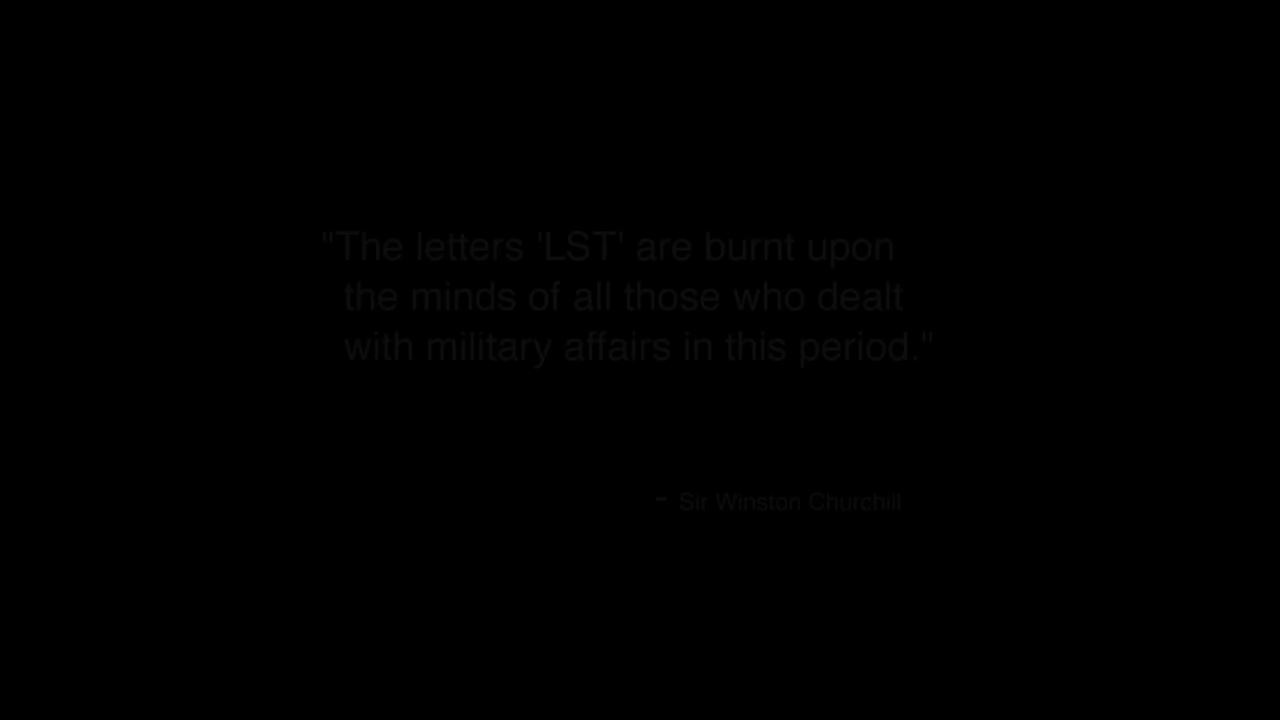 "The letters 'LST' are burnt upon
the minds of all those who dealt
with military affairs in this period."
- Sir Winston Churchill